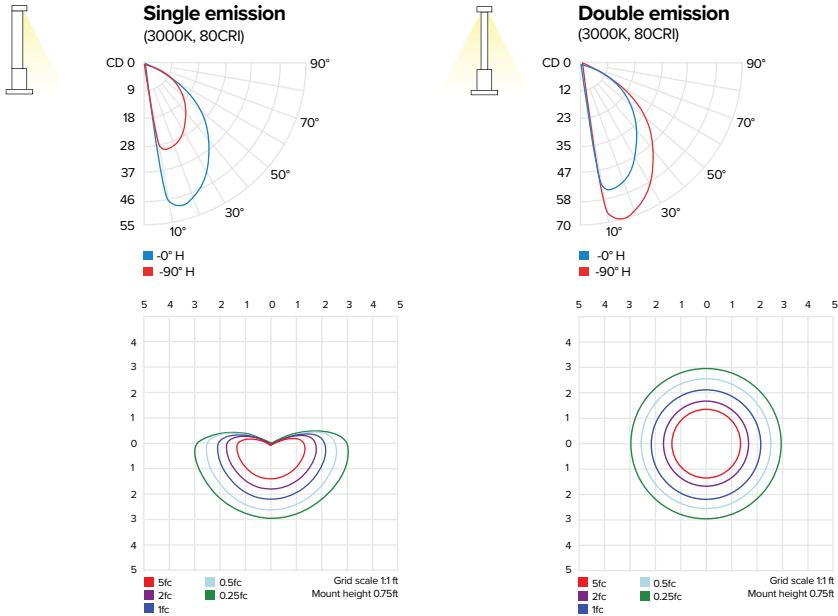 Single emission
(3000K, 80CRI)
CD 0
9
18
28
37
46
55
90°
70°
50°
30°
10°
-0° H
-90° H
5 4 3 2 1 0 1 2 3 4 5
4
3
2
1
0
1
2
3
4
5
5fc 0.5fc Grid scale 1:1 ft
2fc 0.25fc Mount height 0.75ft
1fc
Double emission
(3000K, 80CRI)
CD 0
12
23
35
47
58
70
90°
70°
50°
30°
10°
-0° H
-90° H
5 4 3 2 1 0 1 2 3 4 5
4
3
2
1
0
1
2
3
4
5
5fc 0.5fc Grid scale 1:1 ft
2fc 0.25fc Mount height 0.75ft
1fc